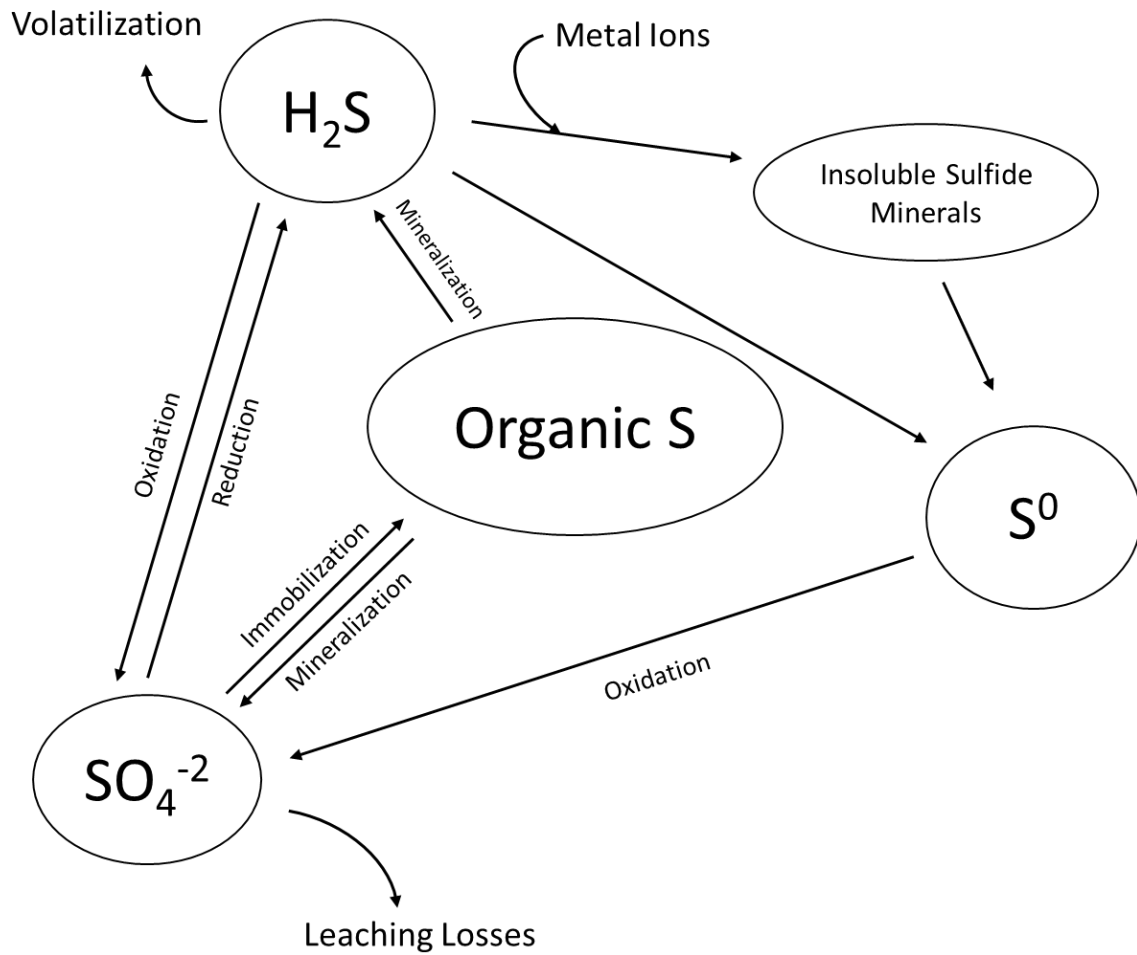 Volatilization
Metal Ions
H₂S
Insoluble Sulfide
Minerals
Mineralization
Organic S
Oxidation
Reduction
S⁰
Immobilization
Mineralization
Oxidation
SO₄⁻²
Leaching Losses